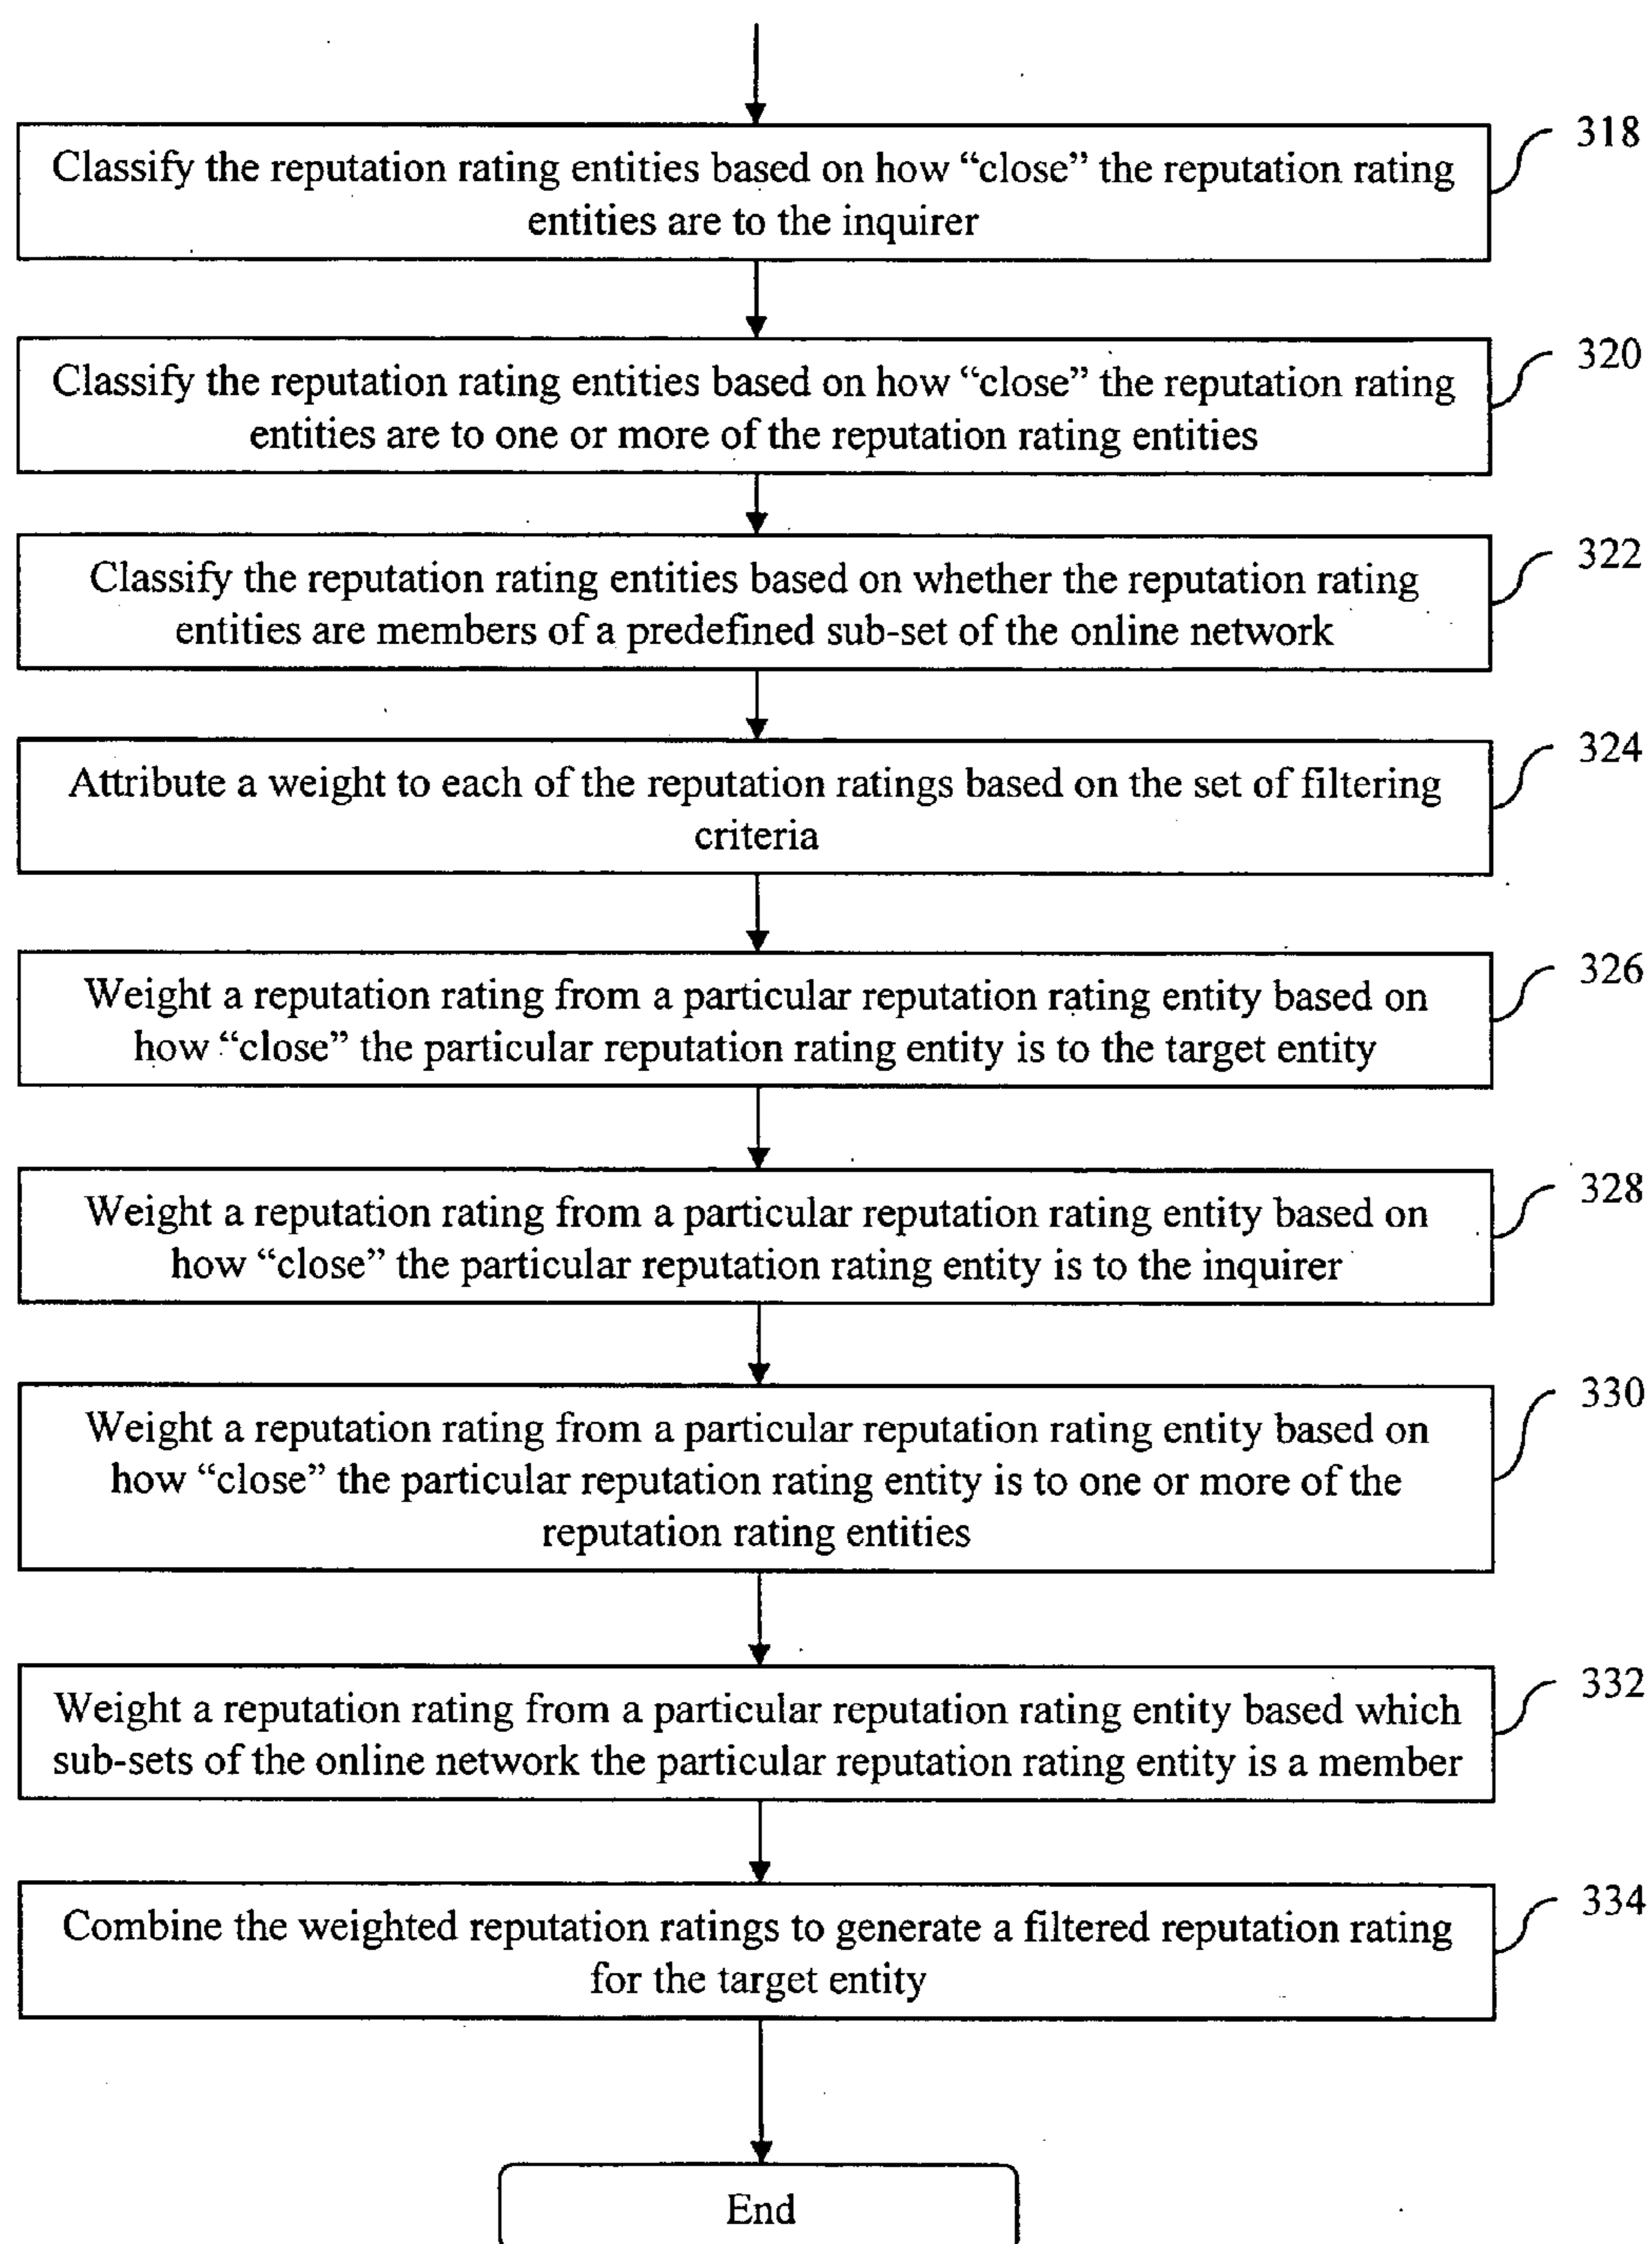 318
Classify the reputation rating entities based on how “close” the reputation rating
entities are to the inquirer
320
Classify the reputation rating entities based on how “close” the reputation rating
entities are to one or more of the reputation rating entities
322
Classify the reputation rating entities based on whether the reputation rating
entities are members of a predefined sub-set of the online network
324
Attribute a weight to each of the reputation ratings based on the set of filtering
criteria
326
Weight a reputation rating from a particular reputation rating entity based on
how “close” the particular reputation rating entity is to the target entity
328
Weight a reputation rating from a particular reputation rating entity based on
how “close” the particular reputation rating entity is to the inquirer
330
Weight a reputation rating from a particular reputation rating entity based on
how “close” the particular reputation rating entity is to one or more of the
reputation rating entities
332
Weight a reputation rating from a particular reputation rating entity based which
sub-sets of the online network the particular reputation rating entity is a member
334
Combine the weighted reputation ratings to generate a filtered reputation rating
for the target entity
End